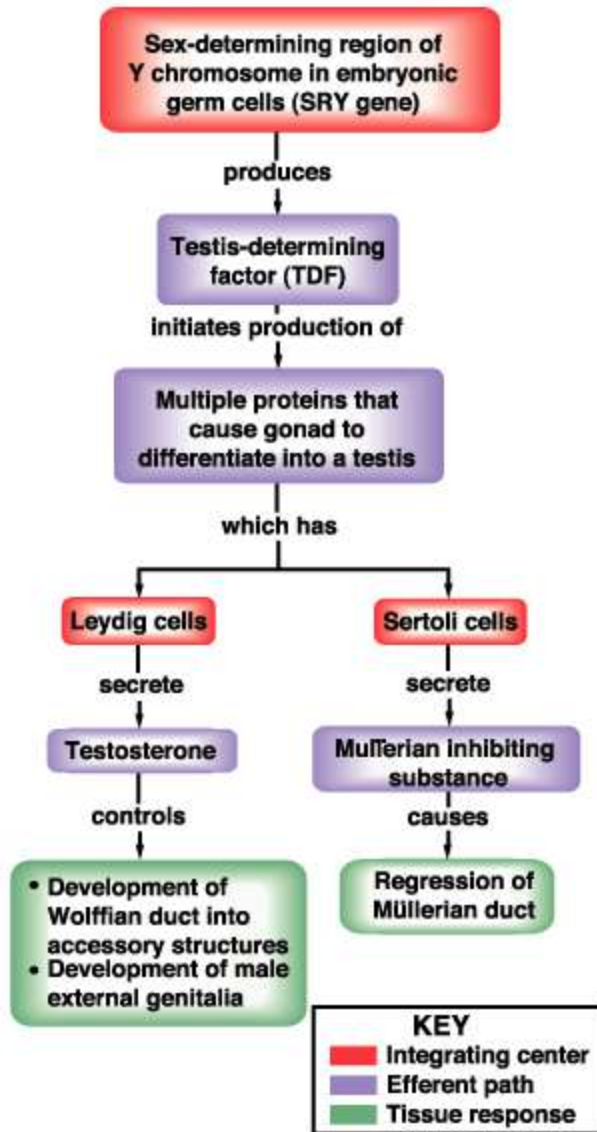 Sex-determining region of
Y chromosome in embryonic
germ cells (SRY gene)
produces
Testis-determining
factor (TDF)
initiates production of
Multiple proteins that
cause gonad to
differentiate into a testis
which has
Leydig cells
Sertoli cells
secrete
secrete
Testosterone
Mullerian inhibiting
substance
controls
causes
• Development of
Wolffian duct into
accessory structures
• Development of male
external genitalia
Regression of
Müllerian duct
KEY
Integrating center
Efferent path
Tissue response